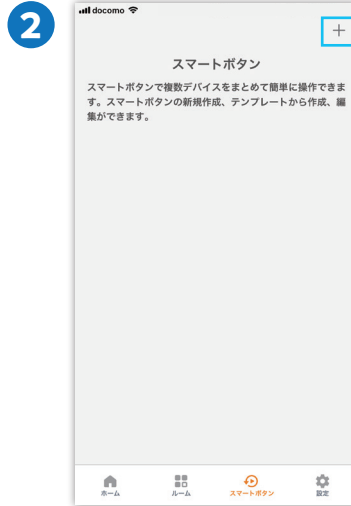 2
docomo
+
スマートボタン
スマートボタンで複数デバイスをまとめて簡単に操作できま
す。スマートボタンの新規作成、テンプレートから作成、編
集ができます。
ホーム
ルーム
スマートボタン
設定